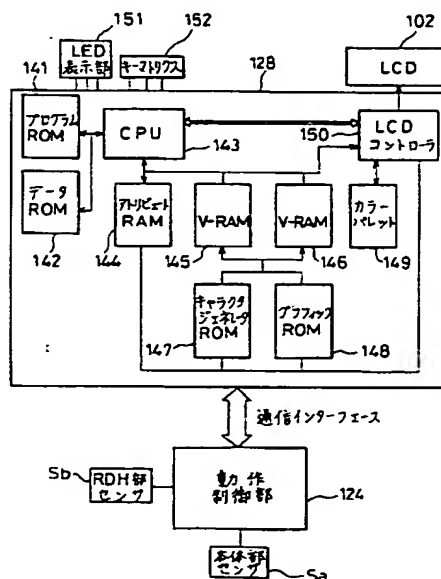 151
152
102
LED
表示部
キーマトリクス
LCD
141
128
プログラム
ROM
CPU
143
150
LCD
コントローラ
データ
ROM
142
アトリビュート
RAM
144
V-RAM
145
V-RAM
146
カラー
パレット
149
キャラクタ
ジェネレータ
ROM
147
グラフィック
ROM
148
通信インターフェース
Sb
RDH部
センサ
動作
制御部
124
本体部
センサ
Sa